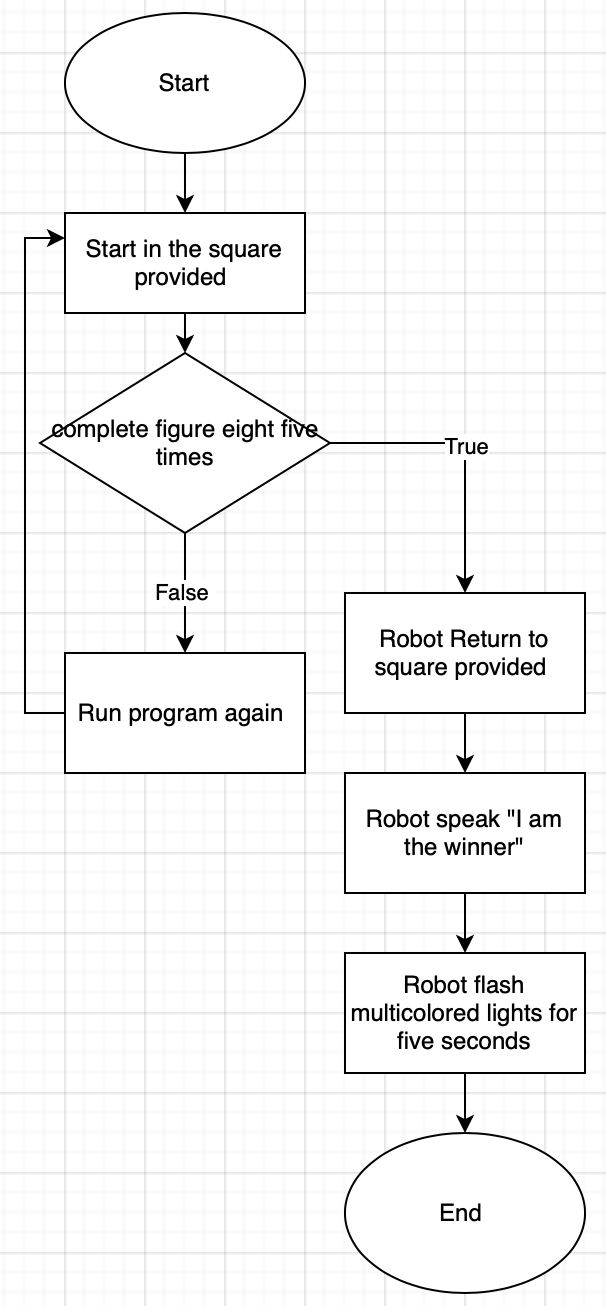 Start
Start in the square
provided
complete figure eight five
times
True
False
Run program again
Robot Return to
square provided
Robot speak "I am
the winner"
Robot flash
multicolored lights for
five seconds
End